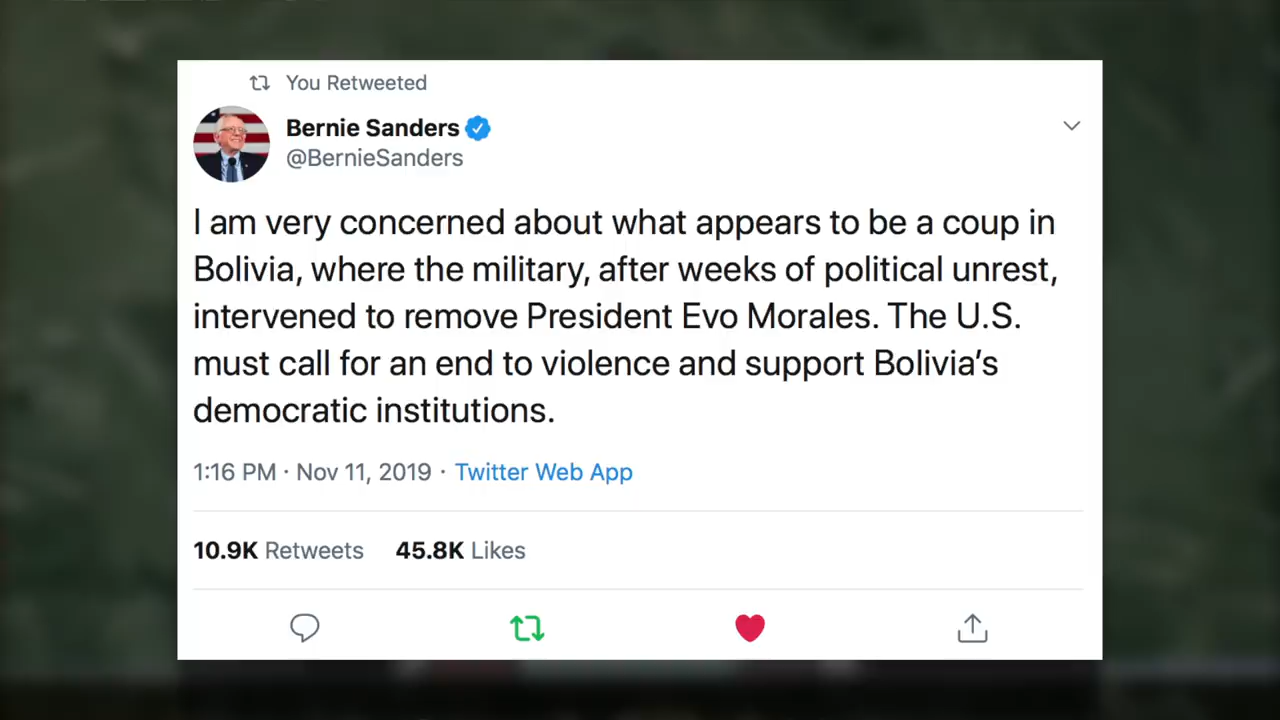 You Retweeted
Bernie Sanders
@BernieSanders
I am very concerned about what appears to be a coup in
Bolivia, where the military, after weeks of political unrest,
intervened to remove President Evo Morales. The U.S.
must call for an end to violence and support Bolivia’s
democratic institutions.
1:16 PM · Nov 11, 2019 · Twitter Web App
10.9K Retweets 45.8K Likes